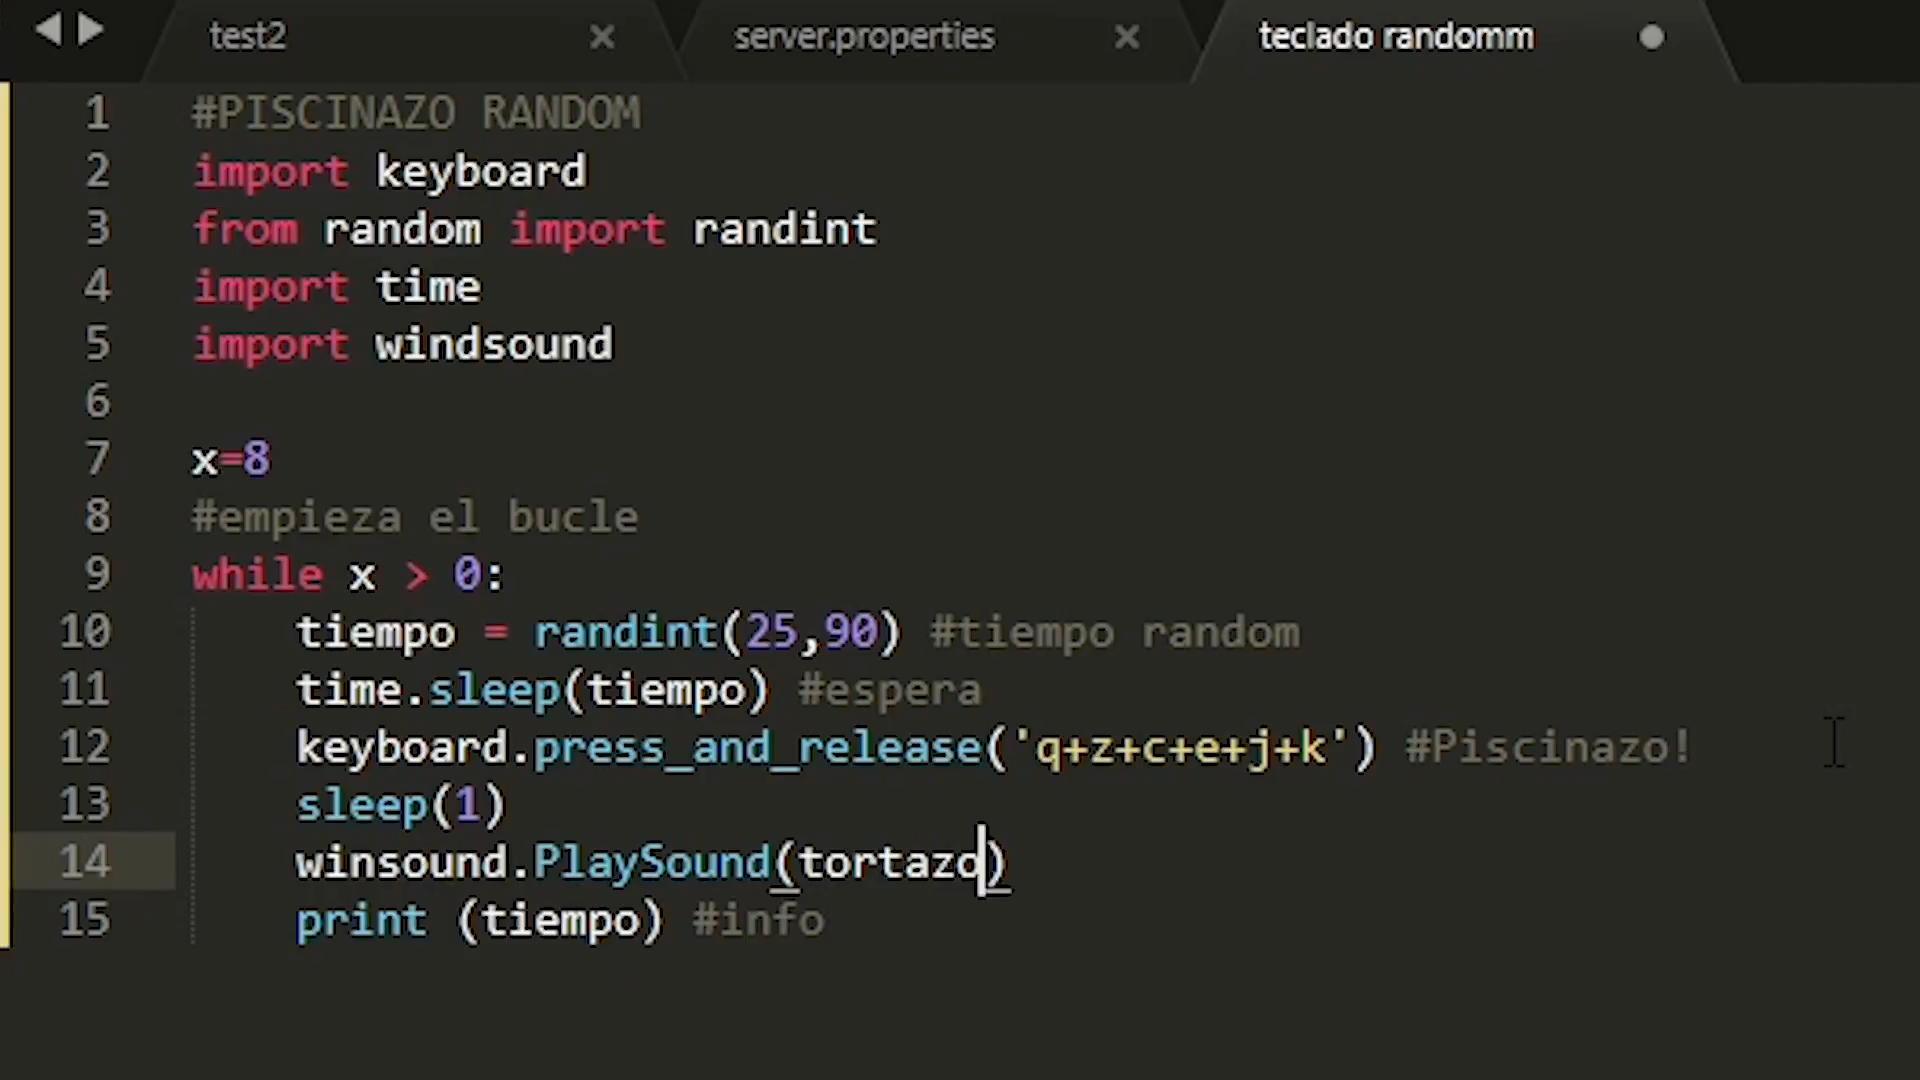 test2 × server.properties × teclado randomm
1 #PISCINAZO RANDOM
2 import keyboard
3 from random import randint
4 import time
5 import windsound
6
7 x=8
8 #empieza el bucle
9 while x > 0:
10 tiempo = randint(25,90) #tiempo random
11 time.sleep(tiempo) #espera
12 keyboard.press_and_release('q+z+c+e+j+k') #Piscinazo!
13 sleep(1)
14 winsound.PlaySound(tortazo)
15 print (tiempo) #info